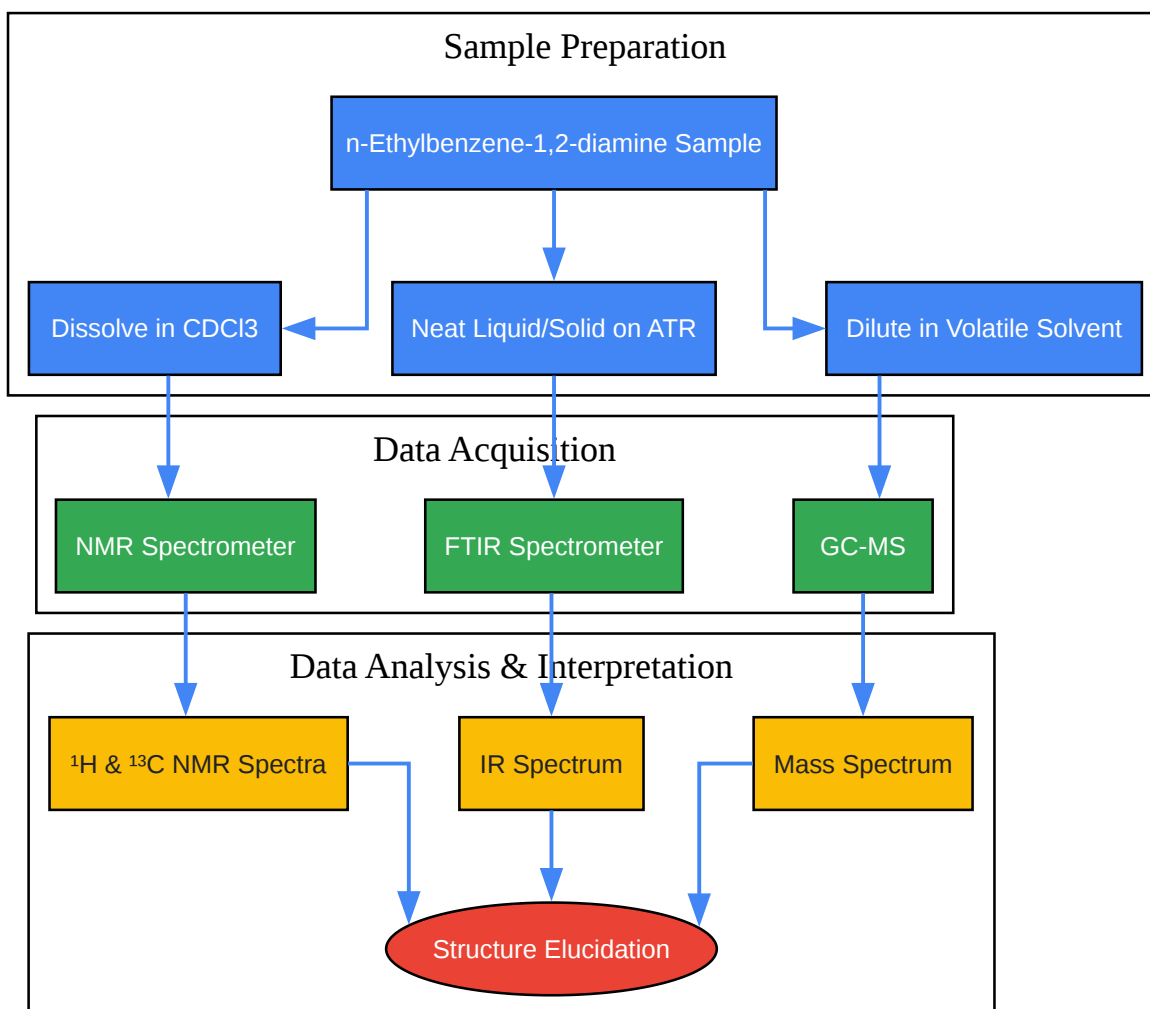 Sample Preparation
n-Ethylbenzene-1,2-diamine Sample
Dissolve in CDCl3
Neat Liquid/Solid on ATR
Dilute in Volatile Solvent
Data Acquisition
NMR Spectrometer
FTIR Spectrometer
GC-MS
Data Analysis & Interpretation
¹H & ¹³C NMR Spectra
IR Spectrum
Mass Spectrum
Structure Elucidation